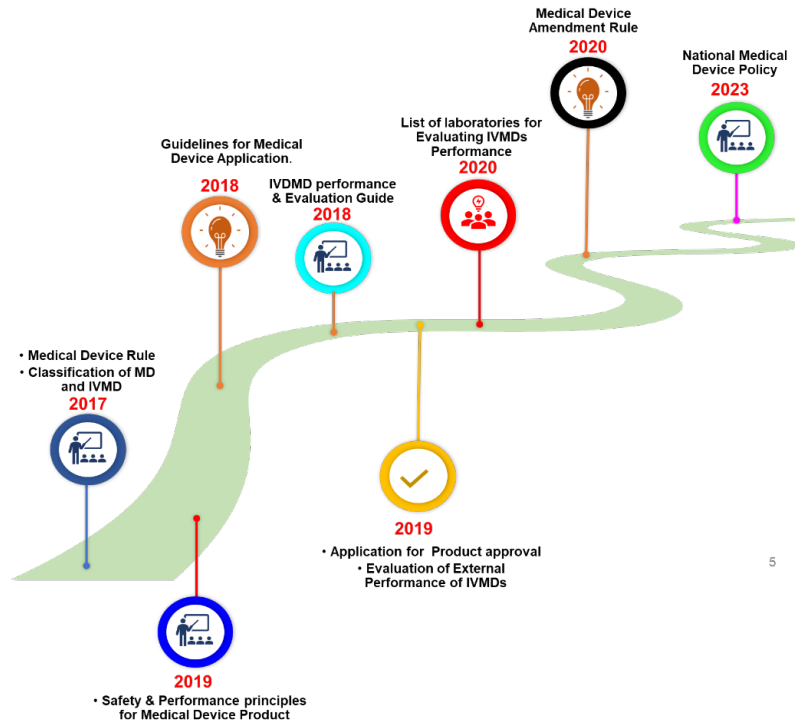 Medical Device
Amendment Rule
2020
National Medical
Device Policy
2023
List of laboratories for
Evaluating IVMDs
Performance
2020
Guidelines for Medical
Device Application.
2018
IVDMD performance
& Evaluation Guide
2018
• Medical Device Rule
• Classification of MD
and IVMD
2017
2019
• Application for Product approval
• Evaluation of External
Performance of IVMDs
5
2019
• Safety & Performance principles
for Medical Device Product